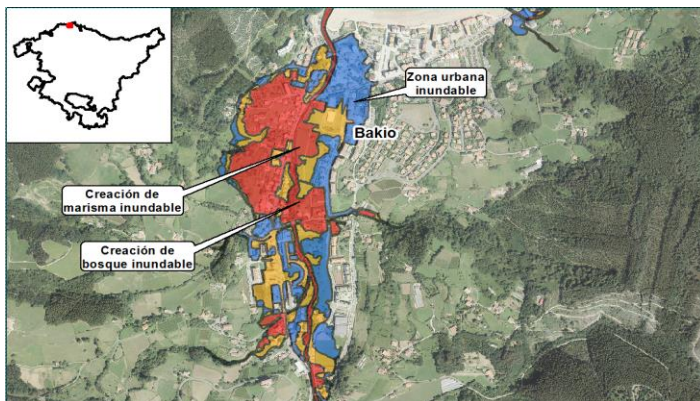 Zona urbana
inundable
Bakio
Creación de
marisma inundable
Creación de
bosque inundable